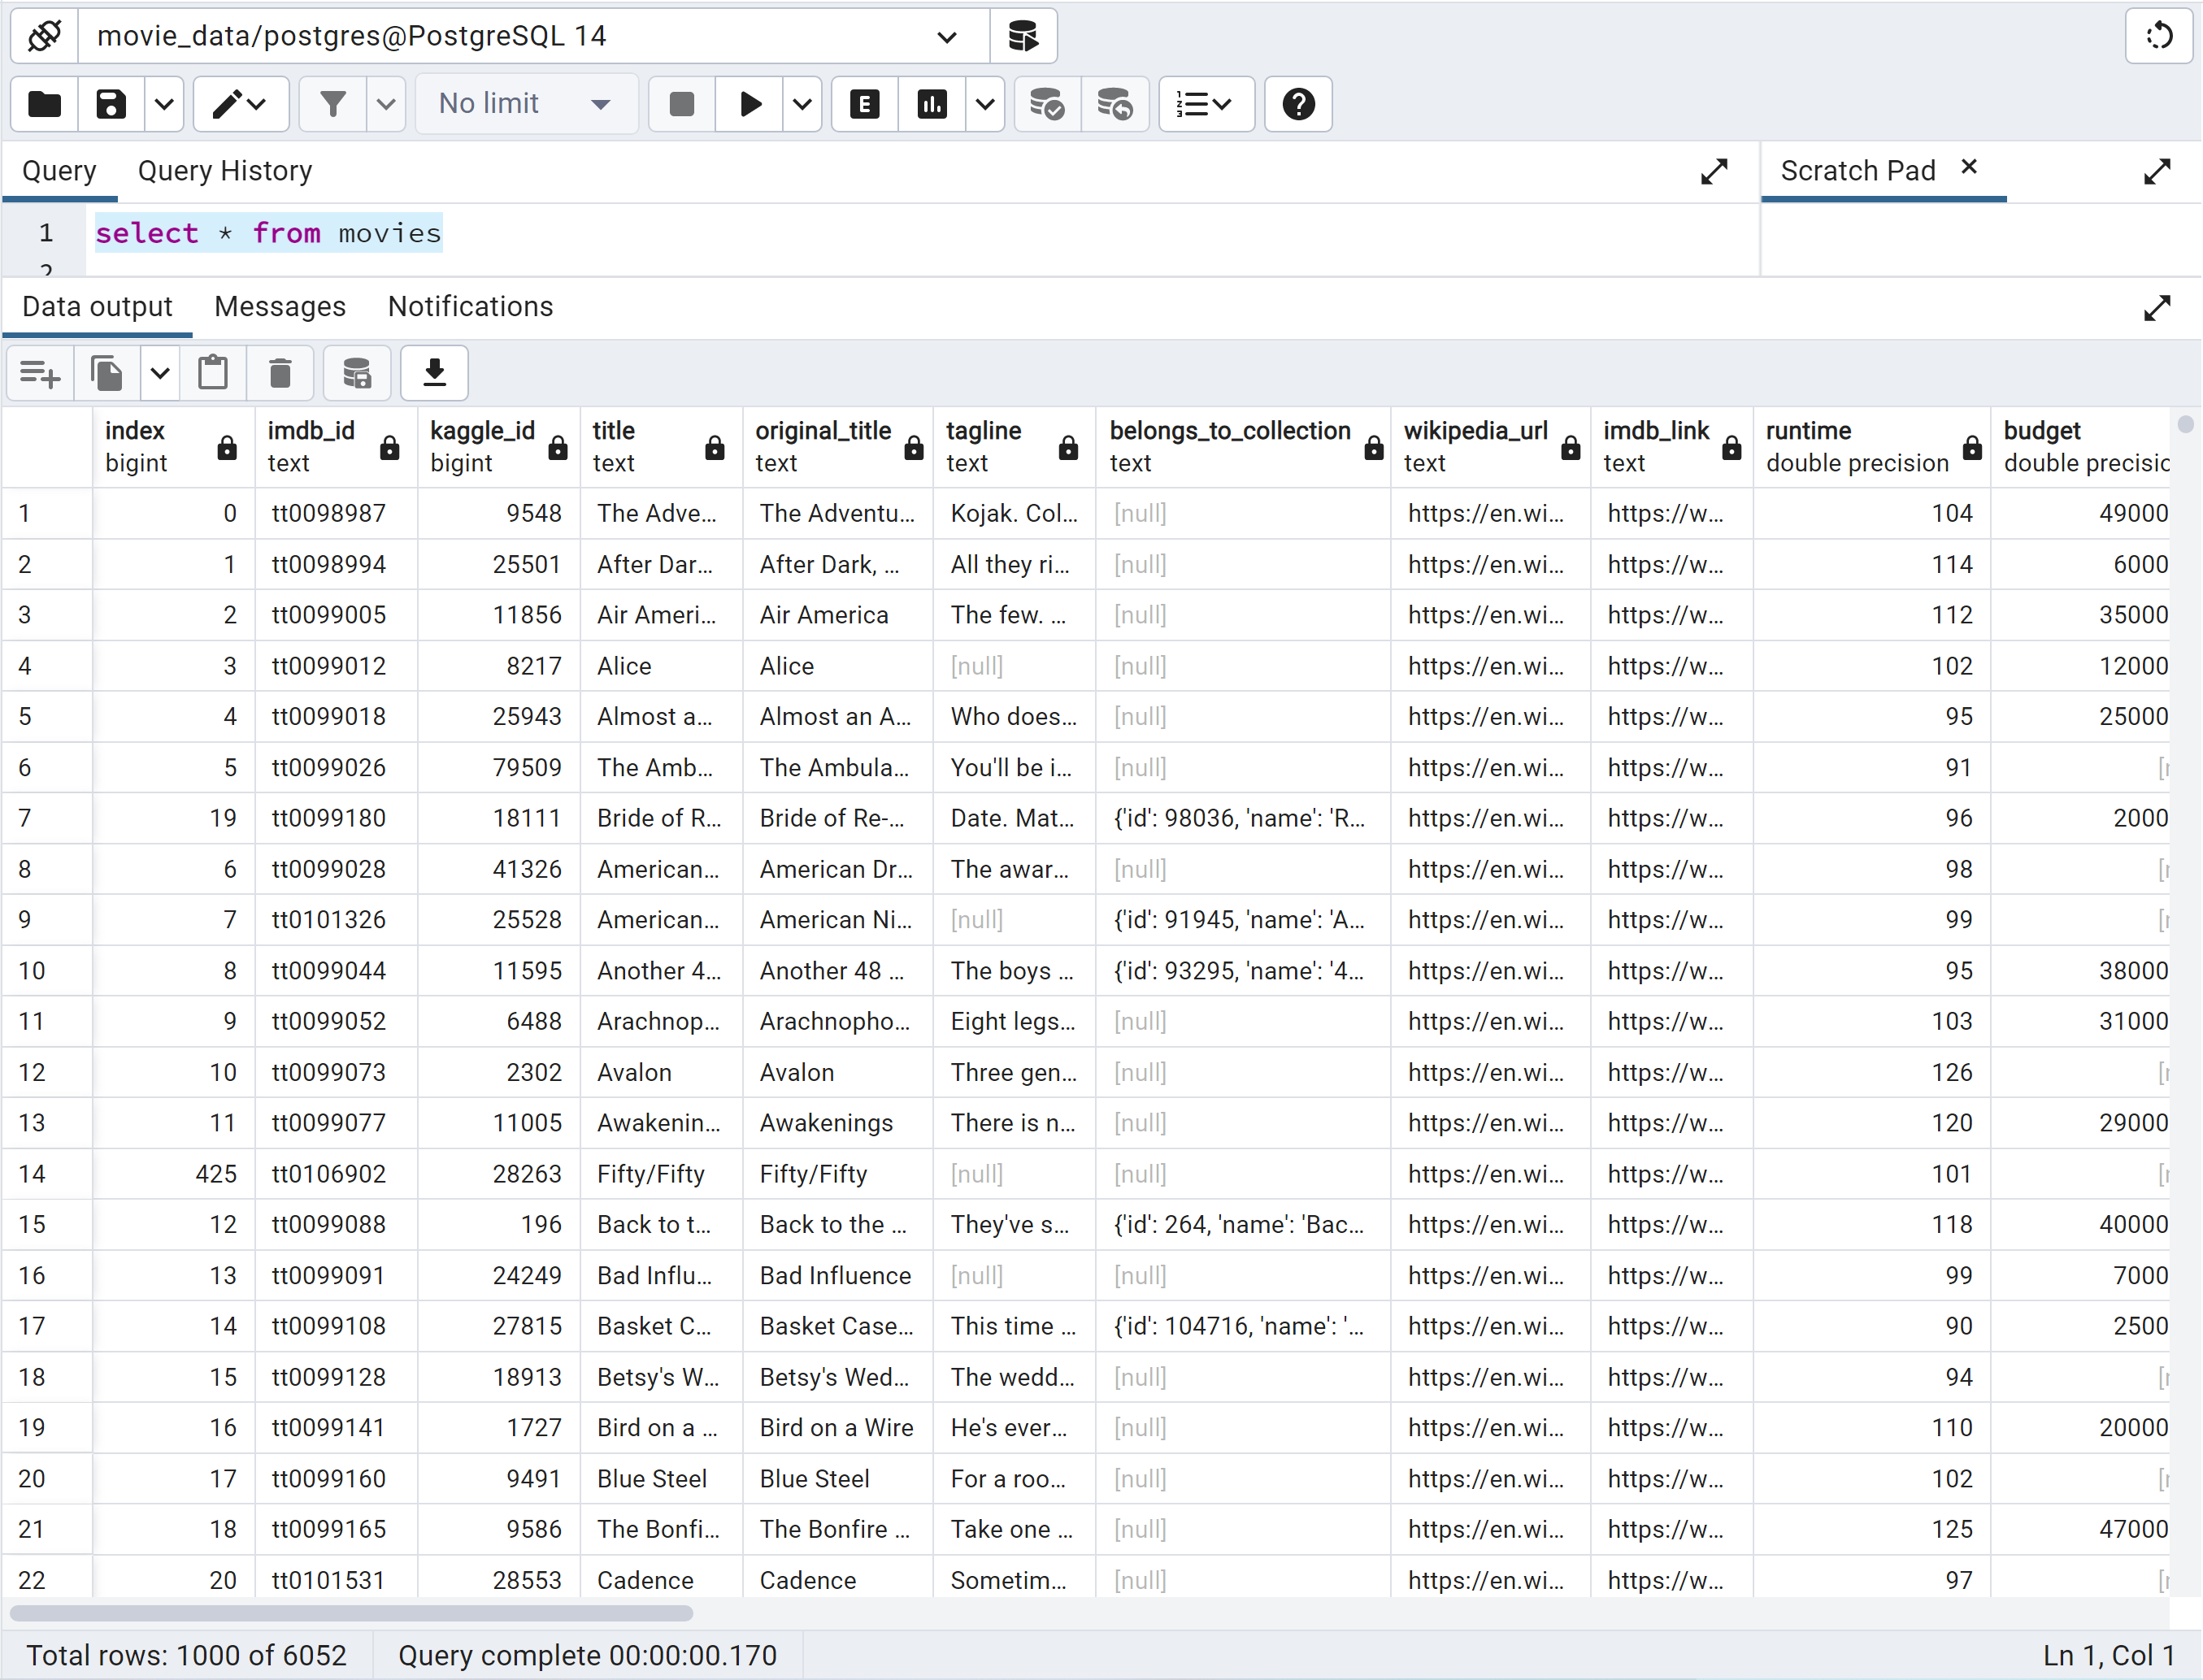 movie_data/postgres@PostgreSQL 14
No limit
E
Query Query History Scratch Pad
1 select * from movies
2
Data output Messages Notifications
index imdb_id kaggle_id title original_title tagline belongs_to_collection wikipedia_url imdb_link runtime budget
bigint text bigint text text text text text text double precision double precisic
1 0 tt0098987 9548 The Adve... The Adventu... Kojak. Col... [null] https://en.wi... https://w... 104 49000
2 1 tt0098994 25501 After Dar... After Dark, ... All they ri... [null] https://en.wi... https://w... 114 6000
3 2 tt0099005 11856 Air Ameri... Air America The few. ... [null] https://en.wi... https://w... 112 35000
4 3 tt0099012 8217 Alice Alice [null] [null] https://en.wi... https://w... 102 12000
5 4 tt0099018 25943 Almost a... Almost an A... Who does... [null] https://en.wi... https://w... 95 25000
6 5 tt0099026 79509 The Amb... The Ambula... You'll be i... [null] https://en.wi... https://w... 91 [r
7 19 tt0099180 18111 Bride of R... Bride of Re-... Date. Mat... {'id': 98036, 'name': 'R... https://en.wi... https://w... 96 2000
8 6 tt0099028 41326 American... American Dr... The awar... [null] https://en.wi... https://w... 98 [r
9 7 tt0101326 25528 American... American Ni... [null] {'id': 91945, 'name': 'A... https://en.wi... https://w... 99 [r
10 8 tt0099044 11595 Another 4... Another 48 ... The boys ... {'id': 93295, 'name': '4... https://en.wi... https://w... 95 38000
11 9 tt0099052 6488 Arachnop... Arachnopho... Eight legs... [null] https://en.wi... https://w... 103 31000
12 10 tt0099073 2302 Avalon Avalon Three gen... [null] https://en.wi... https://w... 126 [r
13 11 tt0099077 11005 Awakenin... Awakenings There is n... [null] https://en.wi... https://w... 120 29000
14 425 tt0106902 28263 Fifty/Fifty Fifty/Fifty [null] [null] https://en.wi... https://w... 101 [r
15 12 tt0099088 196 Back to t... Back to the ... They've s... {'id': 264, 'name': 'Bac... https://en.wi... https://w... 118 40000
16 13 tt0099091 24249 Bad Influ... Bad Influence [null] [null] https://en.wi... https://w... 99 7000
17 14 tt0099108 27815 Basket C... Basket Case... This time ... {'id': 104716, 'name': '... https://en.wi... https://w... 90 2500
18 15 tt0099128 18913 Betsy's W... Betsy's Wed... The wedd... [null] https://en.wi... https://w... 94 [r
19 16 tt0099141 1727 Bird on a ... Bird on a Wire He's ever... [null] https://en.wi... https://w... 110 20000
20 17 tt0099160 9491 Blue Steel Blue Steel For a roo... [null] https://en.wi... https://w... 102 [r
21 18 tt0099165 9586 The Bonfi... The Bonfire ... Take one ... [null] https://en.wi... https://w... 125 47000
22 20 tt0101531 28553 Cadence Cadence Sometim... [null] https://en.wi... https://w... 97 [r
Total rows: 1000 of 6052 Query complete 00:00:00.170 Ln 1, Col 1